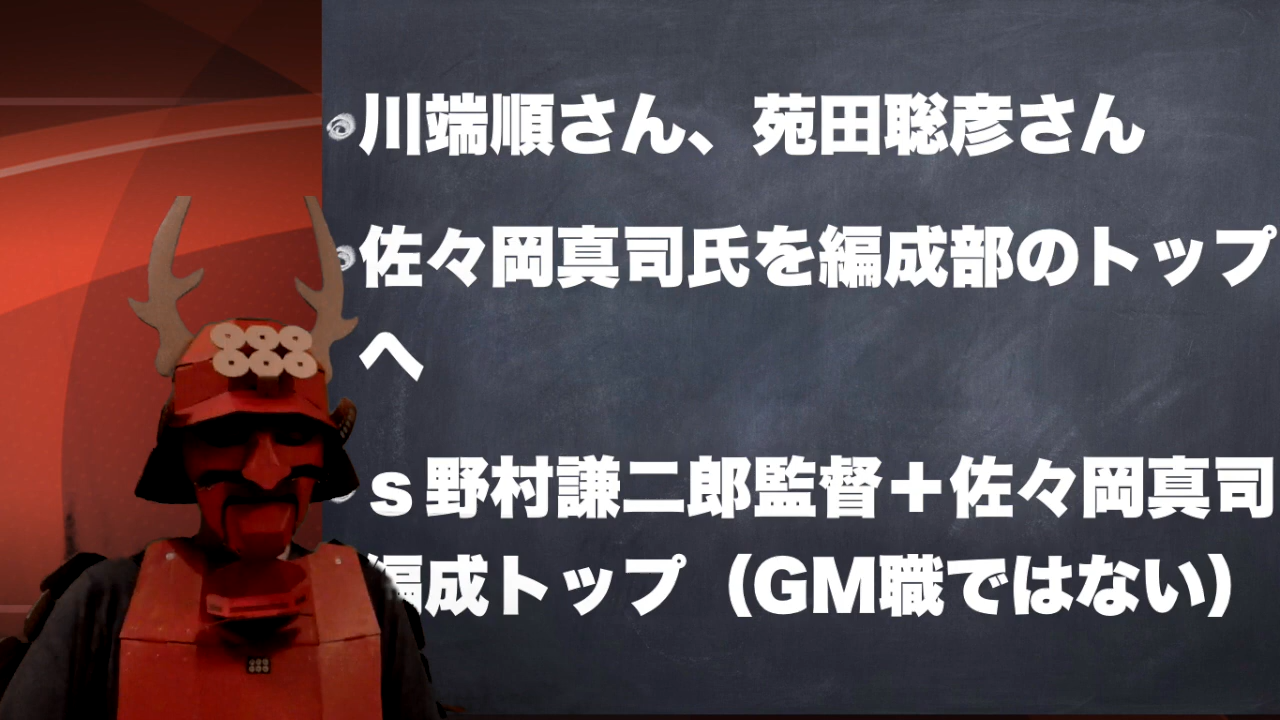 川端順さん、苑田聡彦さん
佐々岡真司氏を編成部のトップ
へ
ｓ野村謙二郎監督＋佐々岡真司
編成トップ（GM職ではない）